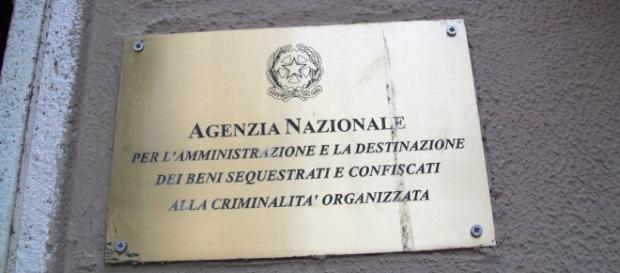 AGENZIA NAZIONALE
PER L'AMMINISTRAZIONE E LA DESTINAZIONE
DEI BENI SEQUESTRATI E CONFISCATI
ALLA CRIMINALITA' ORGANIZZATA